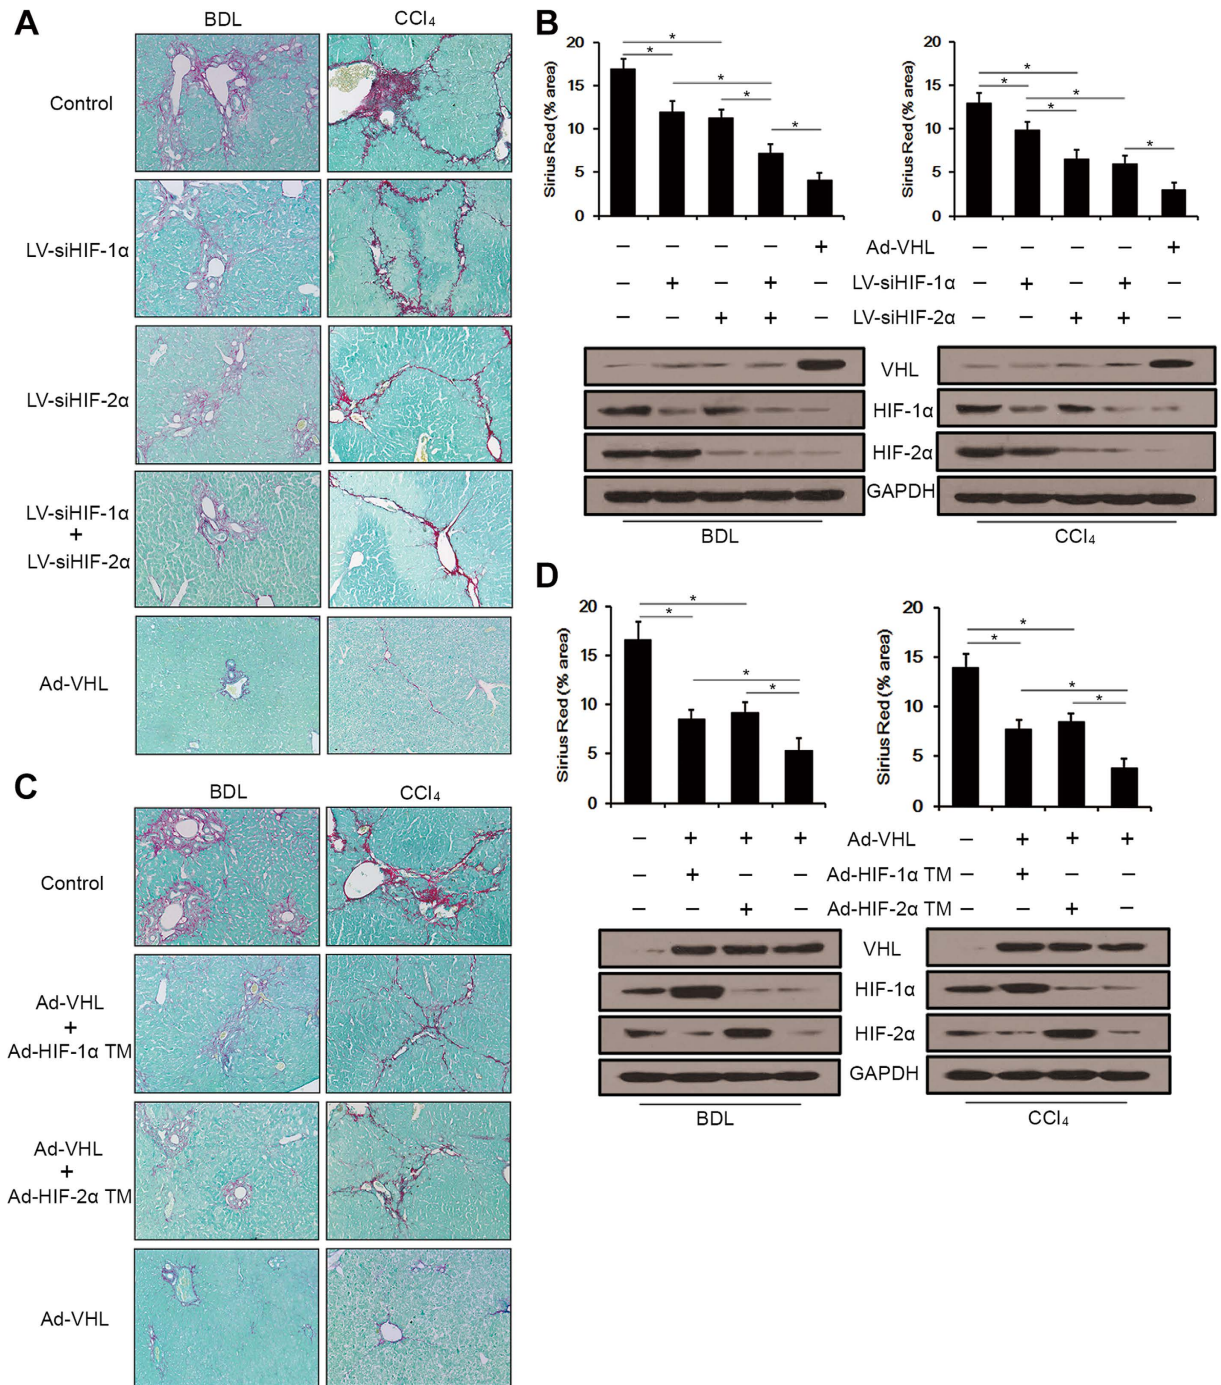 A
BDL
CCl₄
Control
LV-siHIF-1α
LV-siHIF-2α
LV-siHIF-1α
+
LV-siHIF-2α
Ad-VHL
B
Sirius Red (% area)
20
15
10
5
0
* * * * *
Sirius Red (% area)
20
15
10
5
0
* * * * *
– – – – + Ad-VHL – – – – +
– + – + – LV-siHIF-1α – + – + –
– – + + – LV-siHIF-2α – – + + –
VHL
HIF-1α
HIF-2α
GAPDH
BDL
CCl₄
C
BDL
CCl₄
Control
Ad-VHL
+
Ad-HIF-1α TM
Ad-VHL
+
Ad-HIF-2α TM
Ad-VHL
D
Sirius Red (% area)
20
15
10
5
0
* * * *
Sirius Red (% area)
20
15
10
5
0
* * * *
– + + + Ad-VHL – + + +
– + – – Ad-HIF-1α TM – + – –
– – + – Ad-HIF-2α TM – – + –
VHL
HIF-1α
HIF-2α
GAPDH
BDL
CCl₄